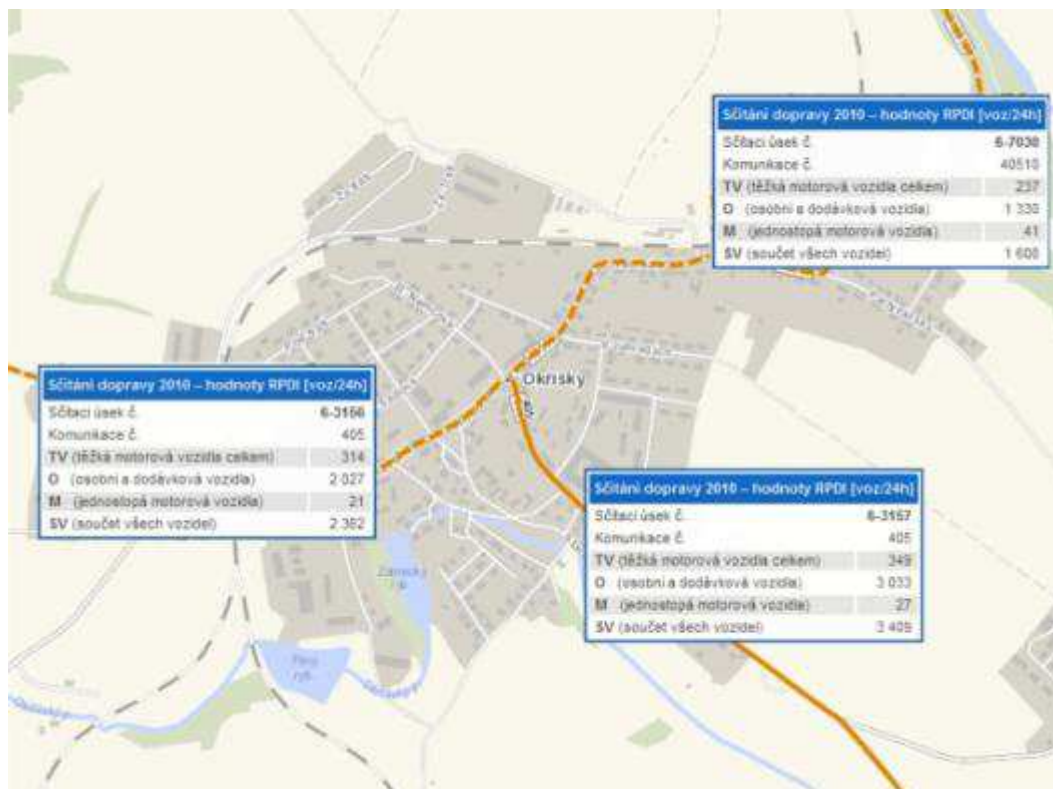 Sčítání dopravy 2010 – hodnoty RPDI [voz/24h]
Sčítací úsek č. 6-7030
Komunikace č. 40510
TV (těžká motorová vozidla celkem) 237
O (osobní a dodávková vozidla) 1 330
M (jednostopá motorová vozidla) 41
SV (součet všech vozidel) 1 608
Okříšky
Sčítání dopravy 2010 – hodnoty RPDI [voz/24h]
Sčítací úsek č. 6-3156
Komunikace č. 405
TV (těžká motorová vozidla celkem) 314
O (osobní a dodávková vozidla) 2 027
M (jednostopá motorová vozidla) 21
SV (součet všech vozidel) 2 362
Sčítání dopravy 2010 – hodnoty RPDI [voz/24h]
Sčítací úsek č. 6-3157
Komunikace č. 405
TV (těžká motorová vozidla celkem) 349
O (osobní a dodávková vozidla) 3 033
M (jednostopá motorová vozidla) 27
SV (součet všech vozidel) 3 409
Zámecký
r.